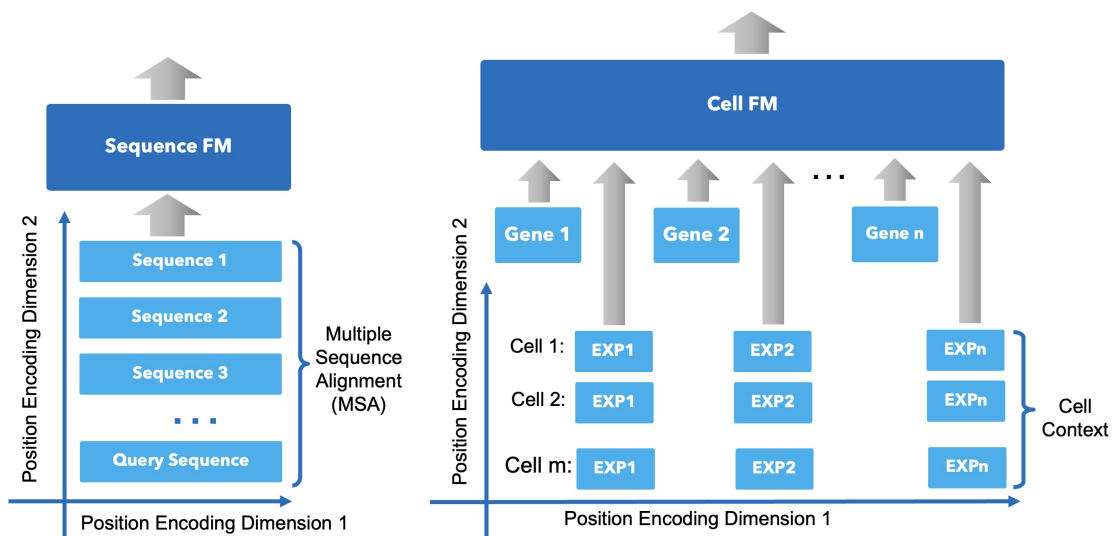 Sequence FM
Position Encoding Dimension 2
Sequence 1
Sequence 2
Sequence 3
...
Query Sequence
Multiple
Sequence
Alignment
(MSA)
Position Encoding Dimension 1
Cell FM
...
Gene 1
Gene 2
Gene n
Position Encoding Dimension 2
Cell 1: EXP1 EXP2 EXPn
Cell 2: EXP1 EXP2 EXPn
Cell m: EXP1 EXP2 EXPn
Cell
Context
Position Encoding Dimension 1